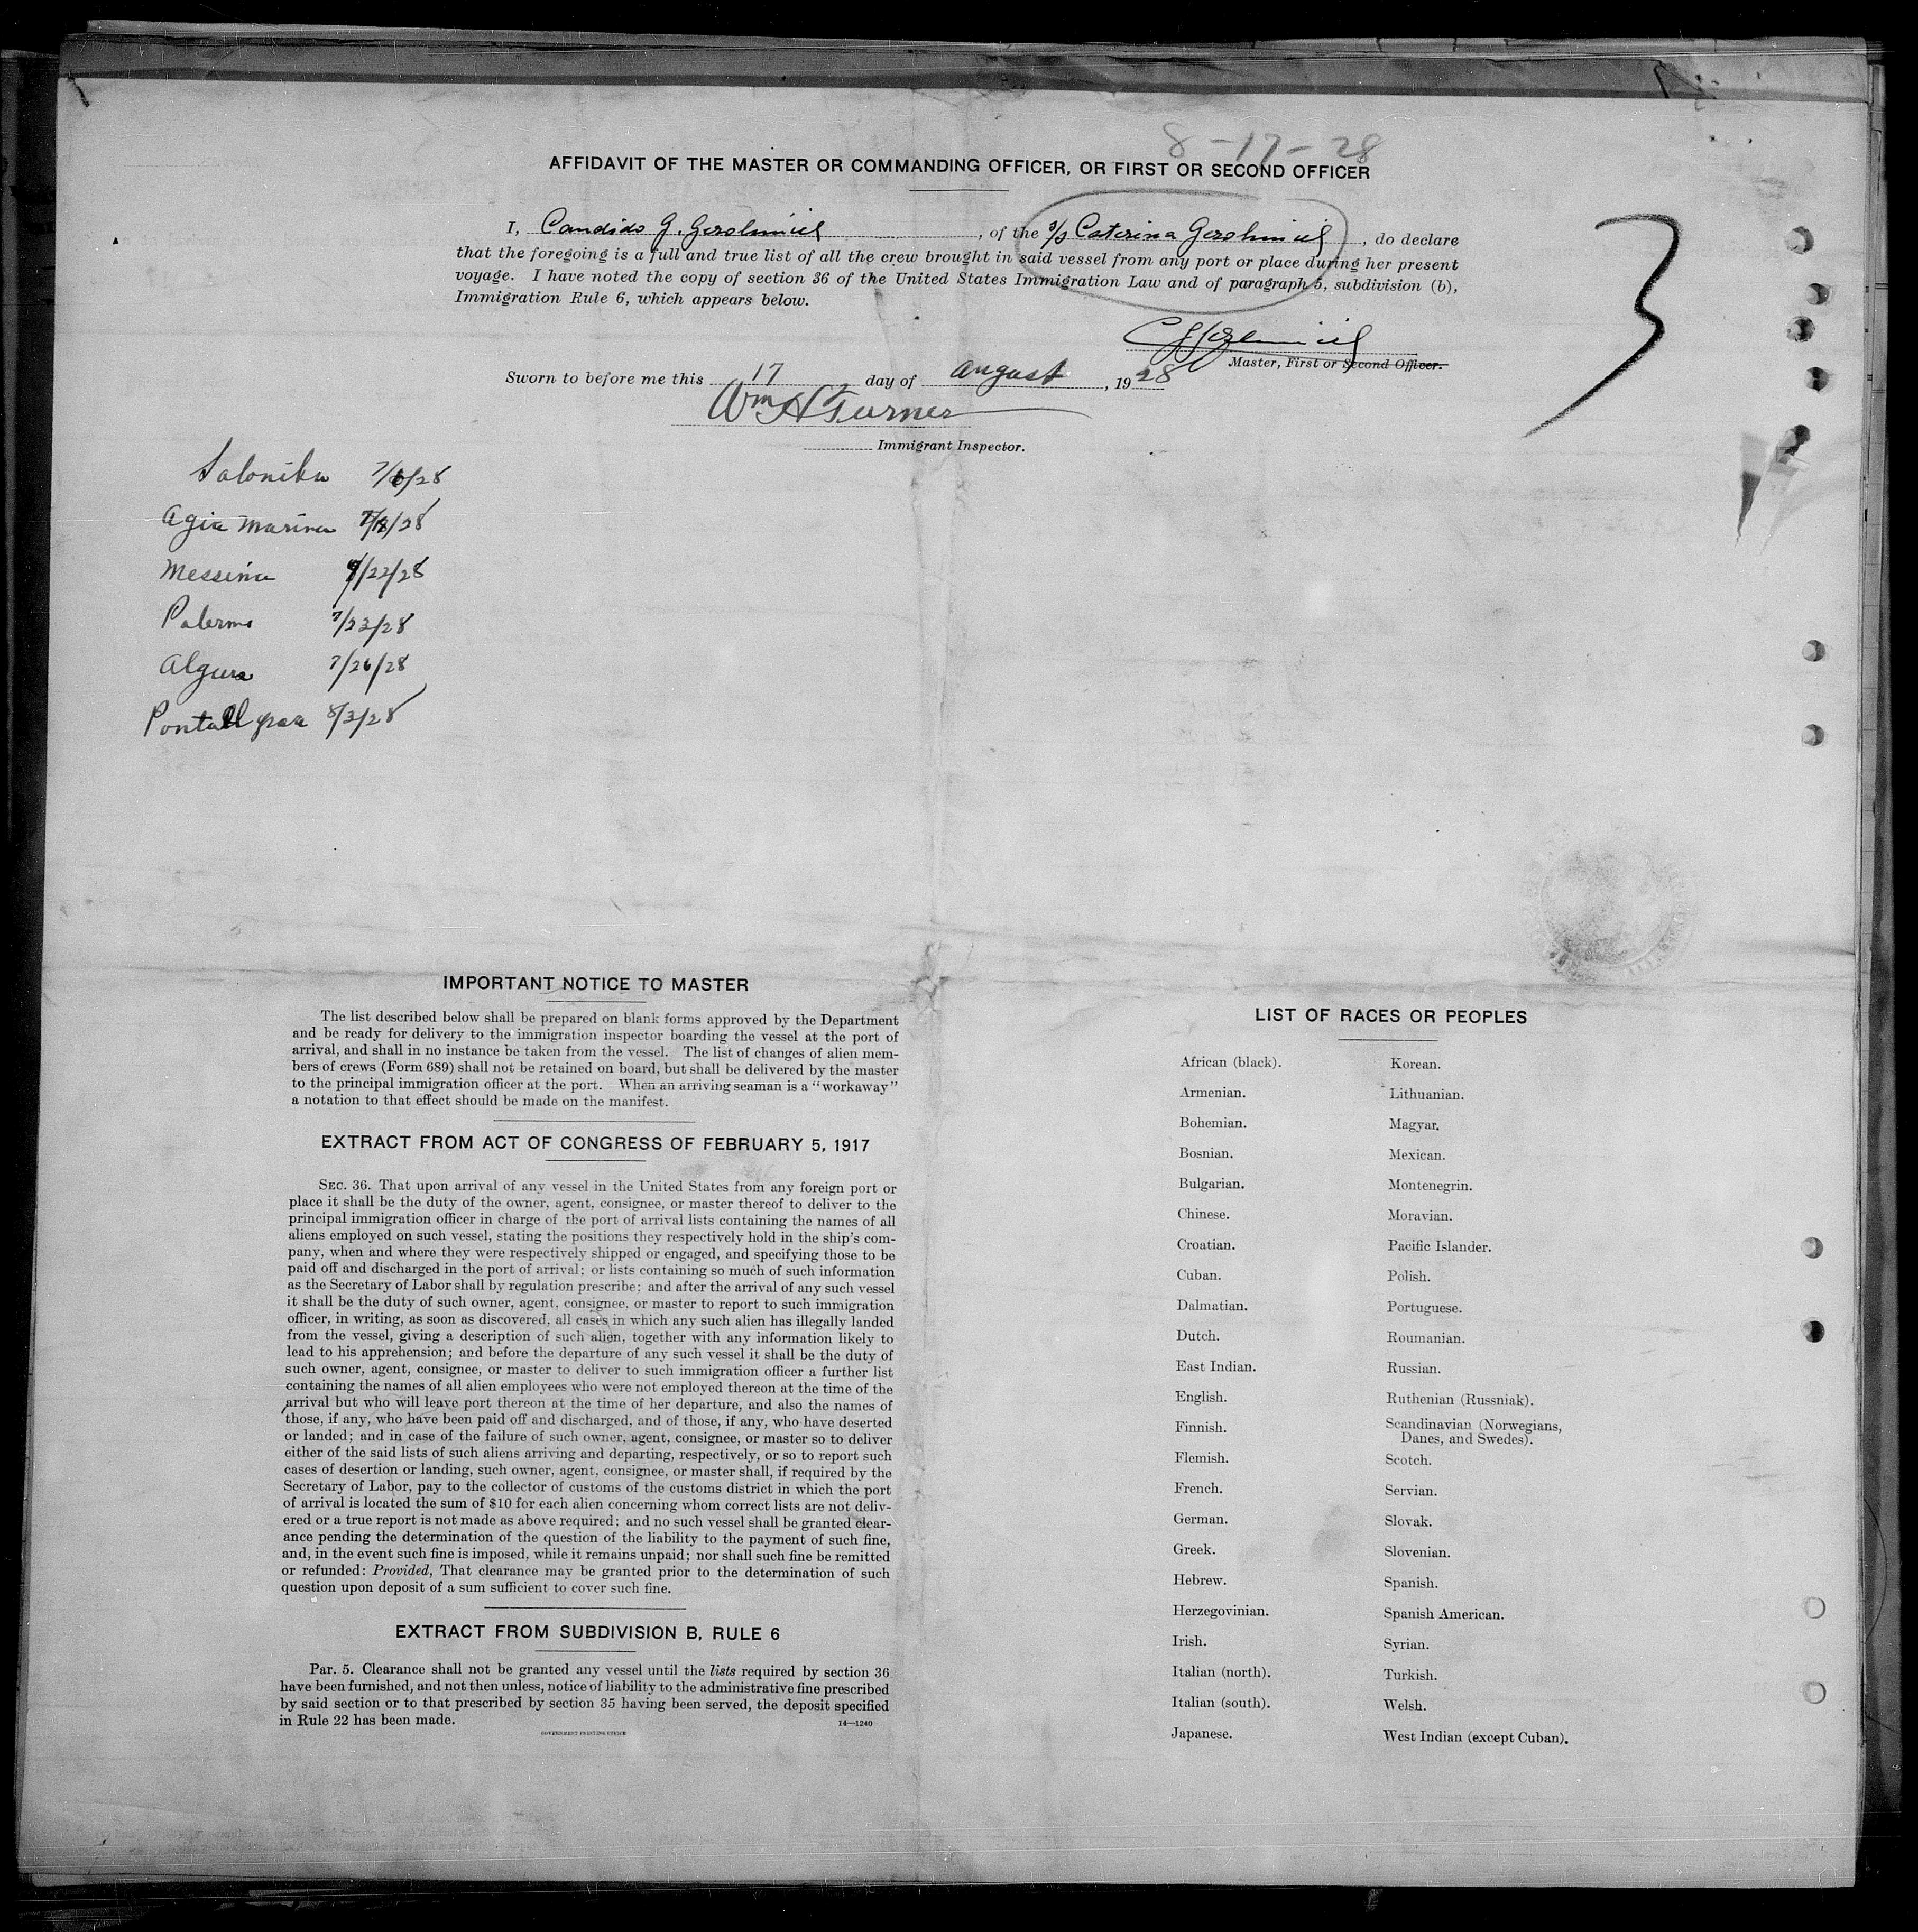 8-17-28
AFFIDAVIT OF THE MASTER OR COMMANDING OFFICER, OR FIRST OR SECOND OFFICER
I, Candido G. Gerolimich, of the s/s Caterina Gerolimich, do declare
that the foregoing is a full and true list of all the crew brought in said vessel from any port or place during her present
voyage. I have noted the copy of section 36 of the United States Immigration Law and of paragraph 5, subdivision (b),
Immigration Rule 6, which appears below.
3
Master, First or Second Officer.
Sworn to before me this 17 day of August, 1928
Wm H Turner
Immigrant Inspector.
Salonika 7/6/28
Agia Marina 7/18/28
Messina 7/22/28
Palermo 7/23/28
7/26/28
8/3/28
IMPORTANT NOTICE TO MASTER
The list described below shall be prepared on blank forms approved by the Department
and be ready for delivery to the immigration inspector boarding the vessel at the port of
arrival, and shall in no instance be taken from the vessel. The list of changes of alien mem-
bers of crews (Form 689) shall not be retained on board, but shall be delivered by the master
to the principal immigration officer at the port. When an arriving seaman is a "workaway"
a notation to that effect should be made on the manifest.
EXTRACT FROM ACT OF CONGRESS OF FEBRUARY 5, 1917
SEC. 36. That upon arrival of any vessel in the United States from any foreign port or
place it shall be the duty of the owner, agent, consignee, or master thereof to deliver to the
principal immigration officer in charge of the port of arrival lists containing the names of all
aliens employed on such vessel, stating the positions they respectively hold in the ship's com-
pany, when and where they were respectively shipped or engaged, and specifying those to be
paid off and discharged in the port of arrival; or lists containing so much of such information
as the Secretary of Labor shall by regulation prescribe; and after the arrival of any such vessel
it shall be the duty of such owner, agent, consignee, or master to report to such immigration
officer, in writing, as soon as discovered, all cases in which any such alien has illegally landed
from the vessel, giving a description of such alien, together with any information likely to
lead to his apprehension; and before the departure of any such vessel it shall be the duty of
such owner, agent, consignee, or master to deliver to such immigration officer a further list
containing the names of all alien employees who were not employed thereon at the time of the
arrival but who will leave port thereon at the time of her departure, and also the names of
those, if any, who have been paid off and discharged, and of those, if any, who have deserted
or landed; and in case of the failure of such owner, agent, consignee, or master so to deliver
either of the said lists of such aliens arriving and departing, respectively, or so to report such
cases of desertion or landing, such owner, agent, consignee, or master shall, if required by the
Secretary of Labor, pay to the collector of customs of the customs district in which the port
of arrival is located the sum of $10 for each alien concerning whom correct lists are not deliv-
ered or a true report is not made as above required; and no such vessel shall be granted clear-
ance pending the determination of the question of the liability to the payment of such fine,
and, in the event such fine is imposed, while it remains unpaid; nor shall such fine be remitted
or refunded: Provided, That clearance may be granted prior to the determination of such
question upon deposit of a sum sufficient to cover such fine.
EXTRACT FROM SUBDIVISION B, RULE 6
Par. 5. Clearance shall not be granted any vessel until the lists required by section 36
have been furnished, and not then unless, notice of liability to the administrative fine prescribed
by said section or to that prescribed by section 35 having been served, the deposit specified
in Rule 22 has been made.
GOVERNMENT PRINTING OFFICE 14—1240
LIST OF RACES OR PEOPLES
African (black). Korean.
Armenian. Lithuanian.
Bohemian. Magyar.
Bosnian. Mexican.
Bulgarian. Montenegrin.
Chinese. Moravian.
Croatian. Pacific Islander.
Cuban. Polish.
Dalmatian. Portuguese.
Dutch. Roumanian.
East Indian. Russian.
English. Ruthenian (Russniak).
Finnish. Scandinavian (Norwegians,
Danes, and Swedes).
Flemish. Scotch.
French. Servian.
German. Slovak.
Greek. Slovenian.
Hebrew. Spanish.
Herzegovinian. Spanish American.
Irish. Syrian.
Italian (north). Turkish.
Italian (south). Welsh.
Japanese. West Indian (except Cuban).